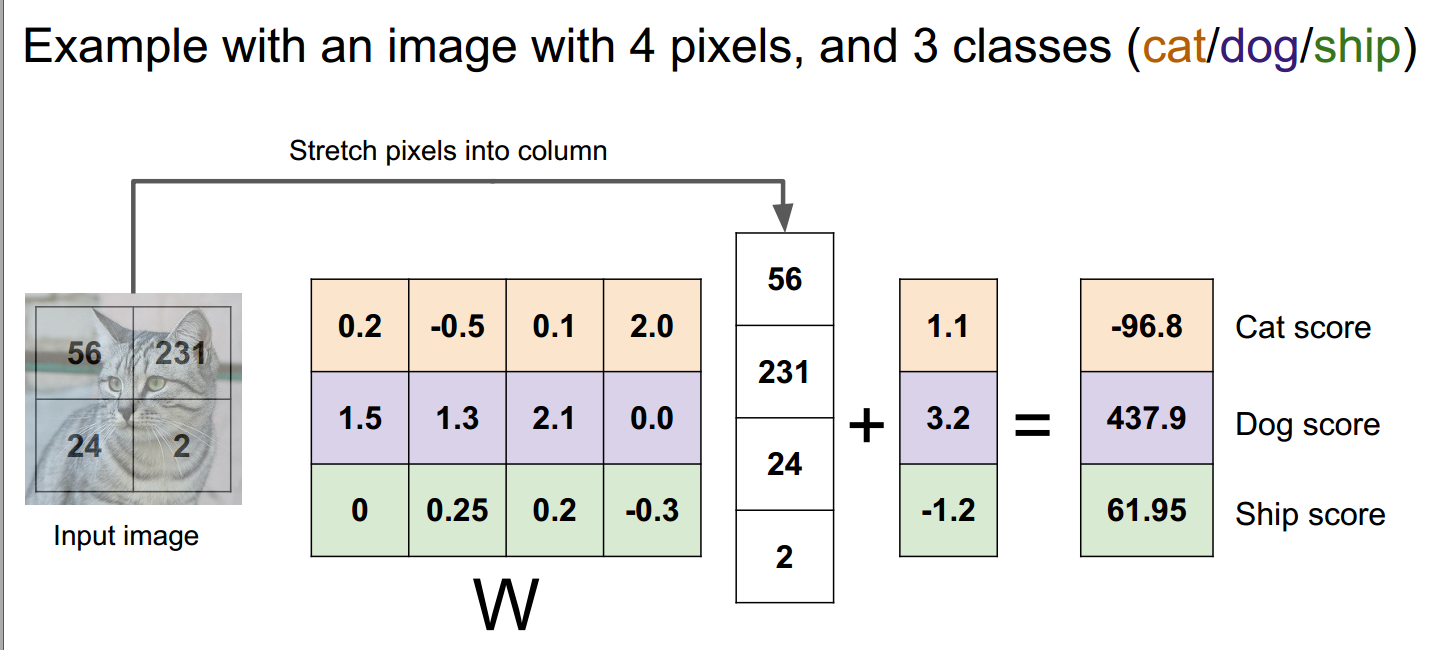 Example with an image with 4 pixels, and 3 classes (cat/dog/ship)
Stretch pixels into column
56 231
24 2
Input image
0.2 -0.5 0.1 2.0
1.5 1.3 2.1 0.0
0 0.25 0.2 -0.3
W
56
231
24
2
+
1.1
3.2
-1.2
=
-96.8 Cat score
437.9 Dog score
61.95 Ship score